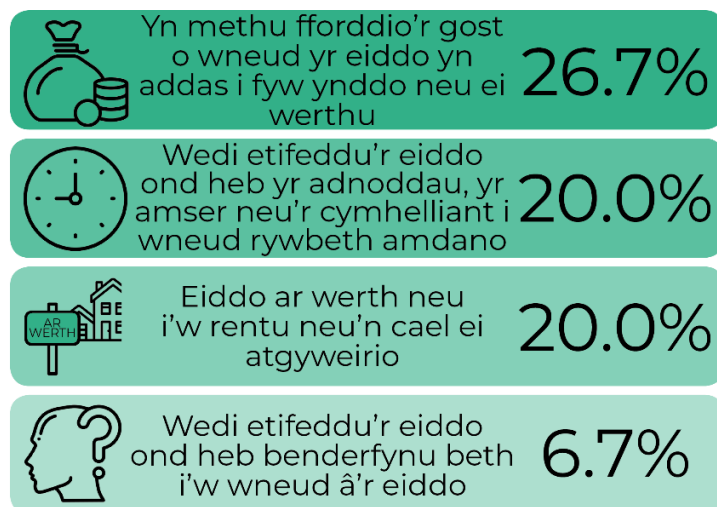 Yn methu fforddio'r gost
o wneud yr eiddo yn
addas i fyw ynddo neu ei
werthu
26.7%
Wedi etifeddu'r eiddo
ond heb yr adnoddau, yr
amser neu'r cymhelliant i
wneud rywbeth amdano
20.0%
AR
WERTH
Eiddo ar werth neu
i'w rentu neu'n cael ei
atgyweirio
20.0%
Wedi etifeddu'r eiddo
ond heb benderfynu beth
i'w wneud â'r eiddo
6.7%